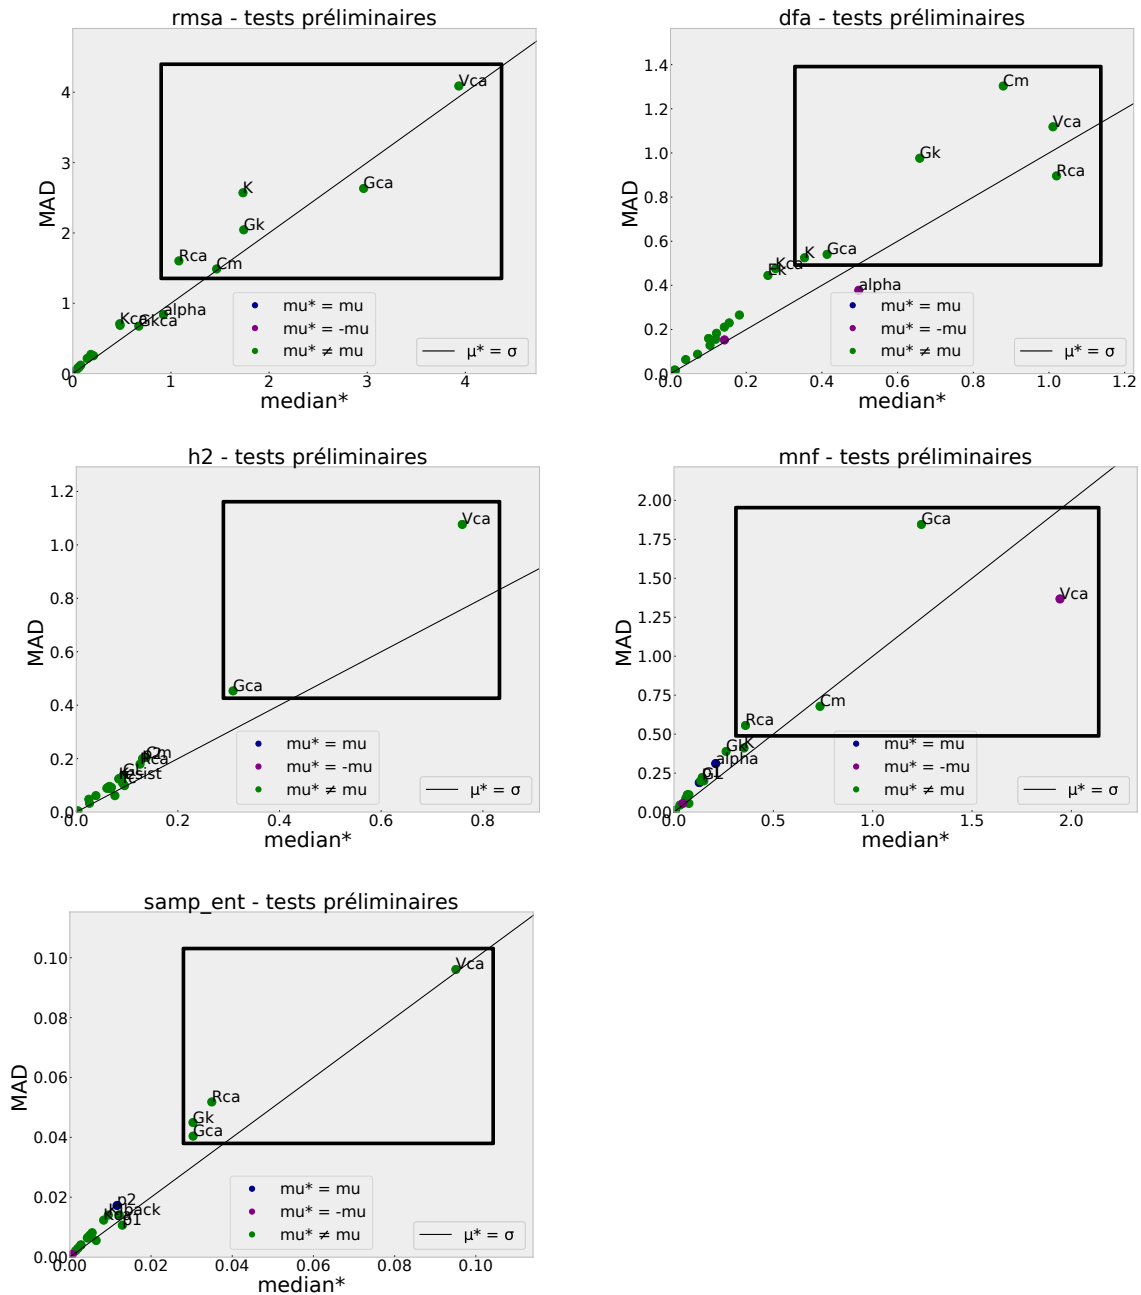 rmsa - tests préliminaires
MAD
4
3
2
1
0
0
1
2
3
4
median*
Vca
K
Gca
Gk
Rca
Cm
alpha
Kca
Gkca
mu* = mu
mu* = -mu
mu* ≠ mu
μ* = σ
dfa - tests préliminaires
MAD
1.4
1.2
1.0
0.8
0.6
0.4
0.2
0.0
0.0
0.2
0.4
0.6
0.8
1.0
1.2
median*
Cm
Vca
Gk
Rca
Gca
K
Kca
Ek
alpha
mu* = mu
mu* = -mu
mu* ≠ mu
μ* = σ
h2 - tests préliminaires
MAD
1.2
1.0
0.8
0.6
0.4
0.2
0.0
0.0
0.2
0.4
0.6
0.8
median*
Vca
Gca
Cm
p2
Rca
mu* = mu
mu* = -mu
mu* ≠ mu
μ* = σ
mnf - tests préliminaires
MAD
2.00
1.75
1.50
1.25
1.00
0.75
0.50
0.25
0.00
0.0
0.5
1.0
1.5
2.0
median*
Gca
Vca
Cm
Rca
K
Gk
alpha
GL
mu* = mu
mu* = -mu
mu* ≠ mu
μ* = σ
samp_ent - tests préliminaires
MAD
0.10
0.08
0.06
0.04
0.02
0.00
0.00
0.02
0.04
0.06
0.08
0.10
median*
Vca
Rca
Gk
Gca
p2
p1
mu* = mu
mu* = -mu
mu* ≠ mu
μ* = σ